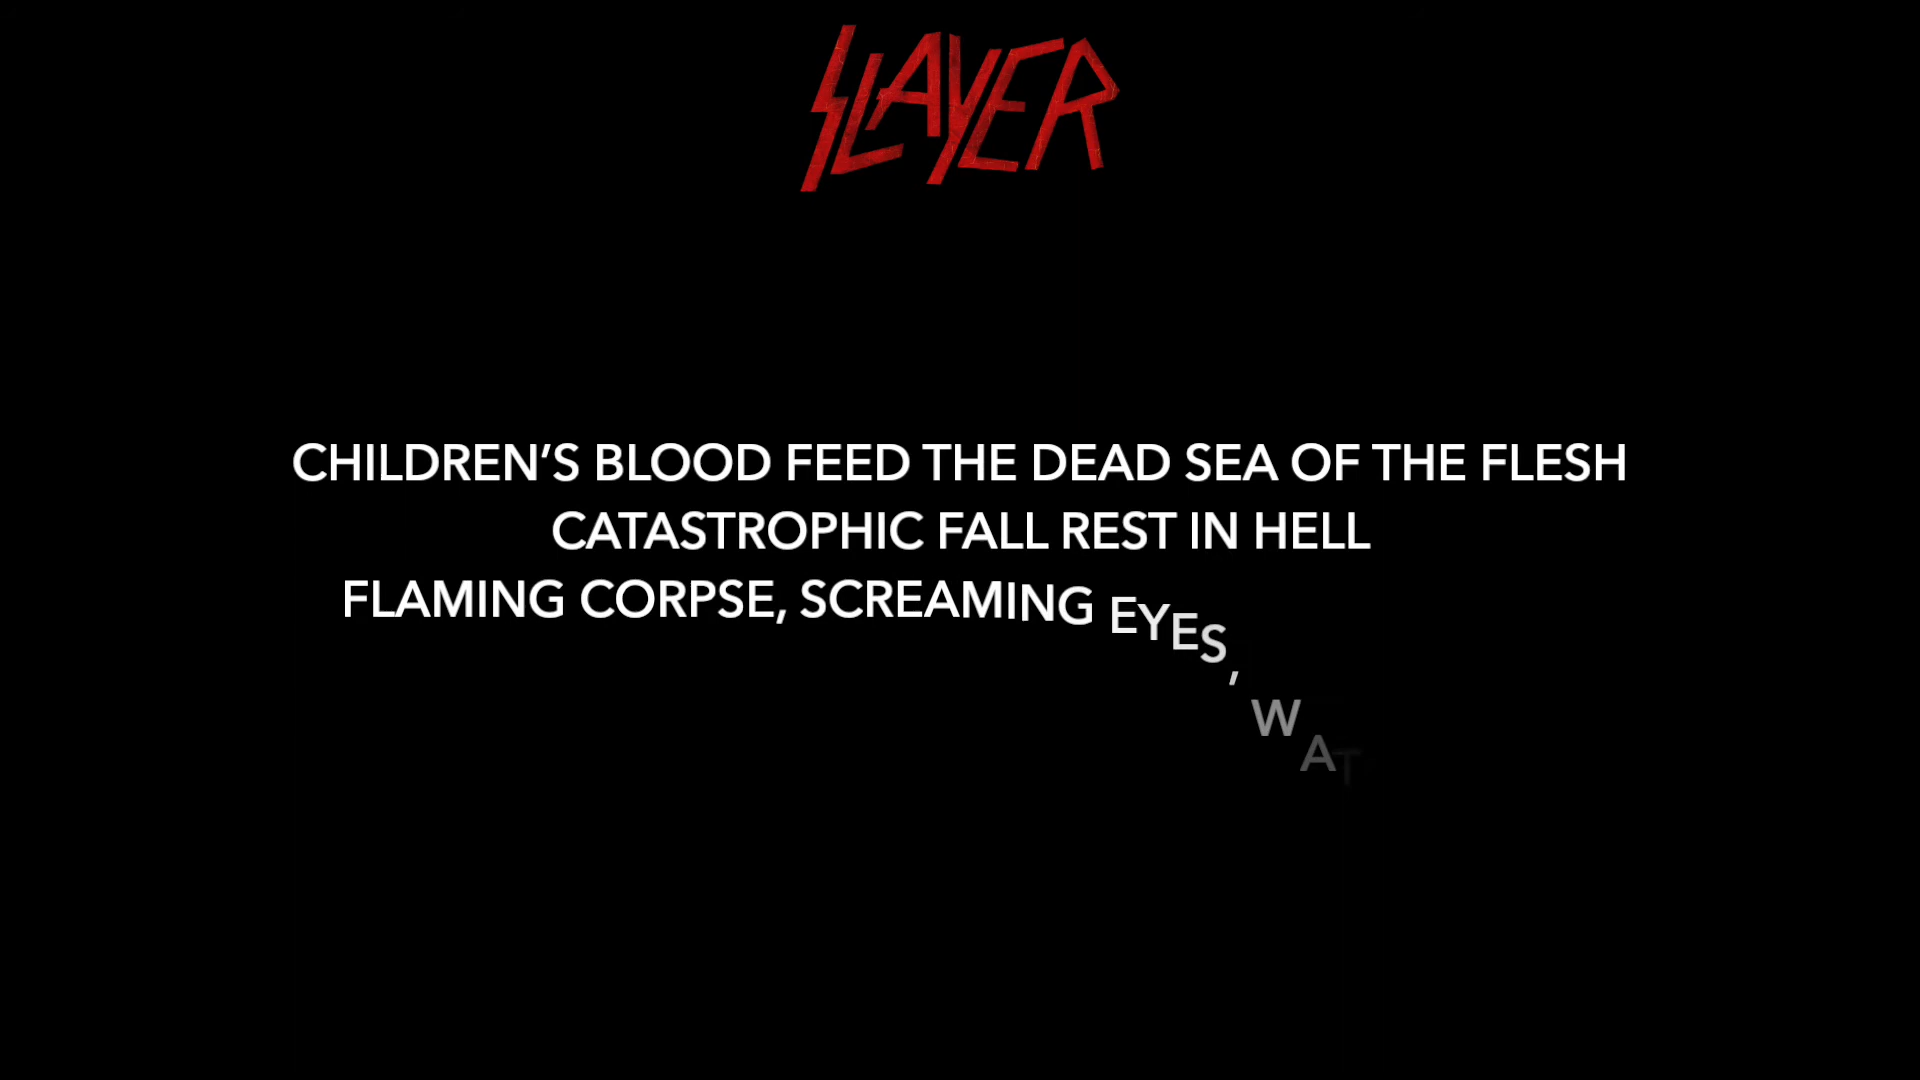 SLAYER
CHILDREN’S BLOOD FEED THE DEAD SEA OF THE FLESH
CATASTROPHIC FALL REST IN HELL
FLAMING CORPSE, SCREAMING EYES, WAT